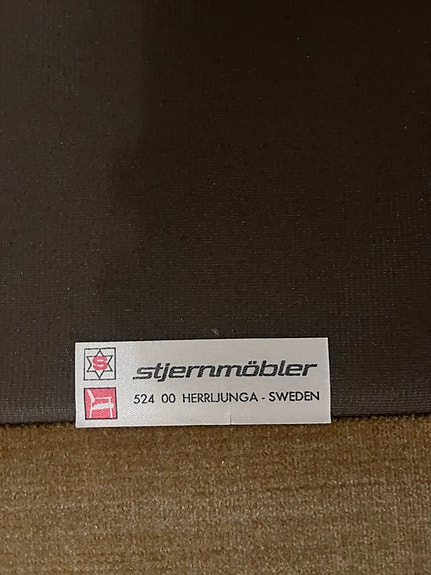 S
stjernmöbler
524 00 HERRLJUNGA - SWEDEN